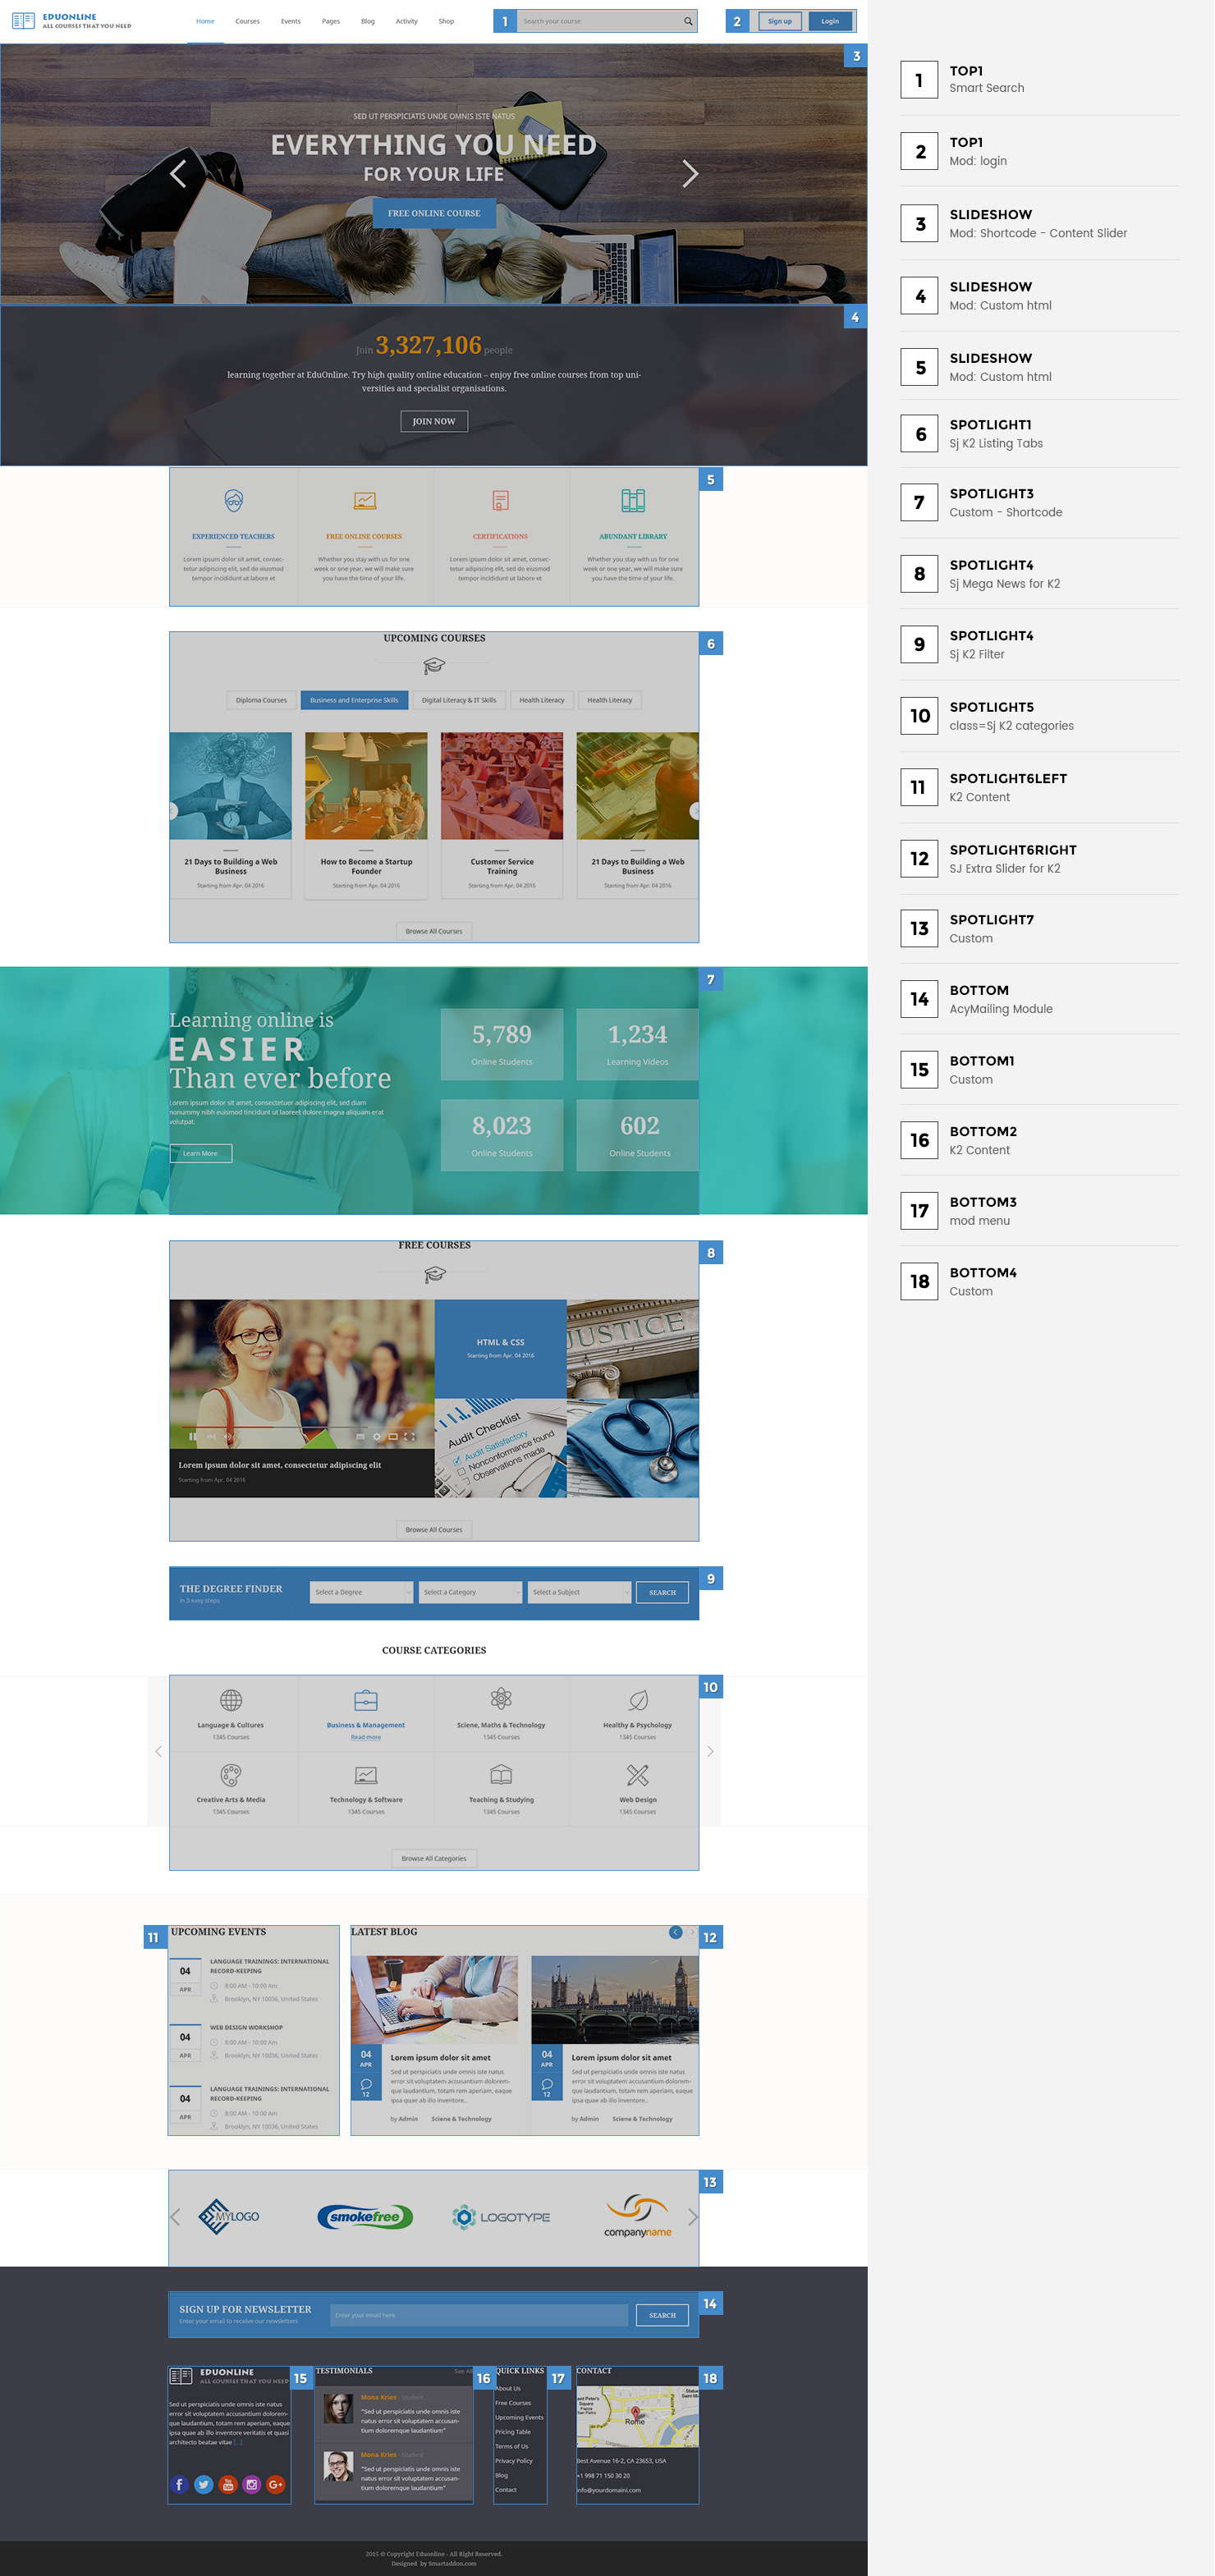 EDUONLINE
ALL COURSES THAT YOU NEED
Home Courses Events Pages Blog Activity Shop
1 Search your course
2 Sign up Login
3
SED UT PERSPICIATIS UNDE OMNIS ISTE NATUS
EVERYTHING YOU NEED
FOR YOUR LIFE
FREE ONLINE COURSE
4
Join 3,327,106 people
learning together at EduOnline. Try high quality online education – enjoy free online courses from top uni-
versities and specialist organisations.
JOIN NOW
5
EXPERIENCED TEACHERS
Lorem ipsum dolor sit amet, consec-
tetur adipiscing elit, sed do eiusmod
tempor incididunt ut labore et
FREE ONLINE COURSES
Whether you stay with us for one
week or one year, we will make sure
you have the time of your life.
CERTIFICATIONS
Lorem ipsum dolor sit amet, consec-
tetur adipiscing elit, sed do eiusmod
tempor incididunt ut labore et
ABUNDANT LIBRARY
Whether you stay with us for one
week or one year, we will make sure
you have the time of your life.
UPCOMING COURSES
6
Diploma Courses Business and Enterprise Skills Digital Literacy & IT Skills Health Literacy Health Literacy
21 Days to Building a Web
Business
Starting from Apr. 04 2016
How to Become a Startup
Founder
Starting from Apr. 04 2016
Customer Service
Training
Starting from Apr. 04 2016
21 Days to Building a Web
Business
Starting from Apr. 04 2016
Browse All Courses
7
Learning online is
EASIER
Than ever before
Lorem ipsum dolor sit amet, consectetuer adipiscing elit, sed diam
nonummy nibh euismod tincidunt ut laoreet dolore magna aliquam erat
volutpat.
Learn More
5,789
Online Students
1,234
Learning Videos
8,023
Online Students
602
Online Students
FREE COURSES
8
HTML & CSS
Starting from Apr. 04 2016
JUSTICE
Audit Checklist
Audit Satisfactory
Nonconformance found
Observations made
Lorem ipsum dolor sit amet, consectetur adipiscing elit
Starting from Apr. 04 2016
Browse All Courses
9
THE DEGREE FINDER
in 3 easy steps
Select a Degree Select a Category Select a Subject SEARCH
COURSE CATEGORIES
10
Language & Cultures
1345 Courses
Business & Management
Read more
Sciene, Maths & Technology
1345 Courses
Healthy & Psychology
1345 Courses
Creative Arts & Media
1345 Courses
Technology & Software
1345 Courses
Teaching & Studying
1345 Courses
Web Design
1345 Courses
Browse All Categories
11 UPCOMING EVENTS
04
APR
LANGUAGE TRAININGS: INTERNATIONAL
RECORD-KEEPING
8:00 AM - 10:00 Am
Brooklyn, NY 10036, United States
04
APR
WEB DESIGN WORKSHOP
8:00 AM - 10:00 Am
Brooklyn, NY 10036, United States
04
APR
LANGUAGE TRAININGS: INTERNATIONAL
RECORD-KEEPING
8:00 AM - 10:00 Am
Brooklyn, NY 10036, United States
LATEST BLOG
12
04
APR
12
Lorem ipsum dolor sit amet
Sed ut perspiciatis unde omnis iste natus
error sit voluptatem accusantium dolorem-
que laudantium, totam rem aperiam, eaque
ipsa quae ab illo inventore..
by Admin Sciene & Technology
04
APR
12
Lorem ipsum dolor sit amet
Sed ut perspiciatis unde omnis iste natus
error sit voluptatem accusantium dolorem-
que laudantium, totam rem aperiam, eaque
ipsa quae ab illo inventore..
by Admin Sciene & Technology
13
MYLOGO
smokefree
LOGOTYPE
companyname
14
SIGN UP FOR NEWSLETTER
Enter your email to receive our newsletters
Enter your email here
SEARCH
EDUONLINE
ALL COURSES THAT YOU NEED
15
Sed ut perspiciatis unde omnis iste natus
error sit voluptatem accusantium dolorem-
que laudantium, totam rem aperiam, eaque
ipsa quae ab illo inventore veritatis et quasi
architecto beatae vitae [...]
TESTIMONIALS
See All
16
Mona Kries - Student
"Sed ut perspiciatis unde omnis iste
natus error sit voluptatem accusan-
tium doloremque laudantium"
Mona Kries - Student
"Sed ut perspiciatis unde omnis iste
natus error sit voluptatem accusan-
tium doloremque laudantium"
QUICK LINKS
17
About Us
Free Courses
Upcoming Events
Pricing Table
Terms of Us
Privacy Policy
Blog
Contact
CONTACT
18
Rome
Best Avenue 16-2, CA 23653, USA
+1 998 71 150 30 20
info@yourdomaini.com
2015 © Copyright Eduonline - All Right Reserved.
Designed by Smartaddon.com
1
TOP1
Smart Search
2
TOP1
Mod: login
3
SLIDESHOW
Mod: Shortcode - Content Slider
4
SLIDESHOW
Mod: Custom html
5
SLIDESHOW
Mod: Custom html
6
SPOTLIGHT1
Sj K2 Listing Tabs
7
SPOTLIGHT3
Custom - Shortcode
8
SPOTLIGHT4
Sj Mega News for K2
9
SPOTLIGHT4
Sj K2 Filter
10
SPOTLIGHT5
class=Sj K2 categories
11
SPOTLIGHT6LEFT
K2 Content
12
SPOTLIGHT6RIGHT
SJ Extra Slider for K2
13
SPOTLIGHT7
Custom
14
BOTTOM
AcyMailing Module
15
BOTTOM1
Custom
16
BOTTOM2
K2 Content
17
BOTTOM3
mod menu
18
BOTTOM4
Custom